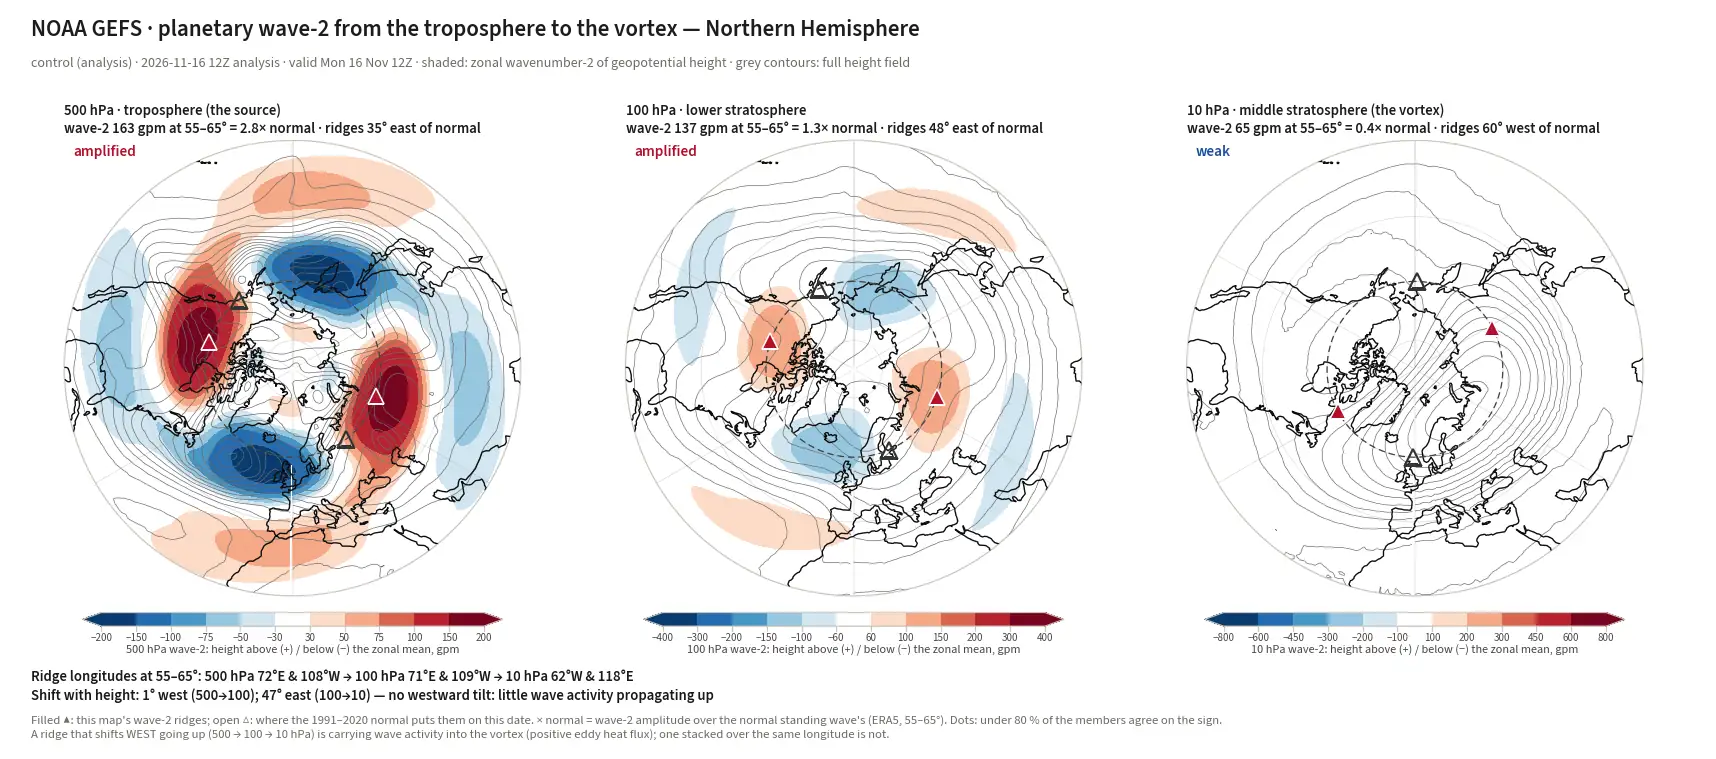 NOAA GEFS · planetary wave-2 from the troposphere to the vortex — Northern Hemisphere
control (analysis) · 2026-11-16 12Z analysis · valid Mon 16 Nov 12Z · shaded: zonal wavenumber-2 of geopotential height · grey contours: full height field
500 hPa · troposphere (the source)
wave-2 163 gpm at 55–65° = 2.8× normal · ridges 35° east of normal
amplified
100 hPa · lower stratosphere
wave-2 137 gpm at 55–65° = 1.3× normal · ridges 48° east of normal
amplified
10 hPa · middle stratosphere (the vortex)
wave-2 65 gpm at 55–65° = 0.4× normal · ridges 60° west of normal
weak
−200 −150 −100 −75 −50 −30 30 50 75 100 150 200
500 hPa wave-2: height above (+) / below (−) the zonal mean, gpm
−400 −300 −200 −150 −100 −60 60 100 150 200 300 400
100 hPa wave-2: height above (+) / below (−) the zonal mean, gpm
−800 −600 −450 −300 −200 −100 100 200 300 450 600 800
10 hPa wave-2: height above (+) / below (−) the zonal mean, gpm
Ridge longitudes at 55–65°: 500 hPa 72°E & 108°W → 100 hPa 71°E & 109°W → 10 hPa 62°W & 118°E
Shift with height: 1° west (500→100); 47° east (100→10) — no westward tilt: little wave activity propagating up
Filled ▲: this map's wave-2 ridges; open △: where the 1991–2020 normal puts them on this date. × normal = wave-2 amplitude over the normal standing wave's (ERA5, 55–65°). Dots: under 80 % of the members agree on the sign.
A ridge that shifts WEST going up (500 → 100 → 10 hPa) is carrying wave activity into the vortex (positive eddy heat flux); one stacked over the same longitude is not.